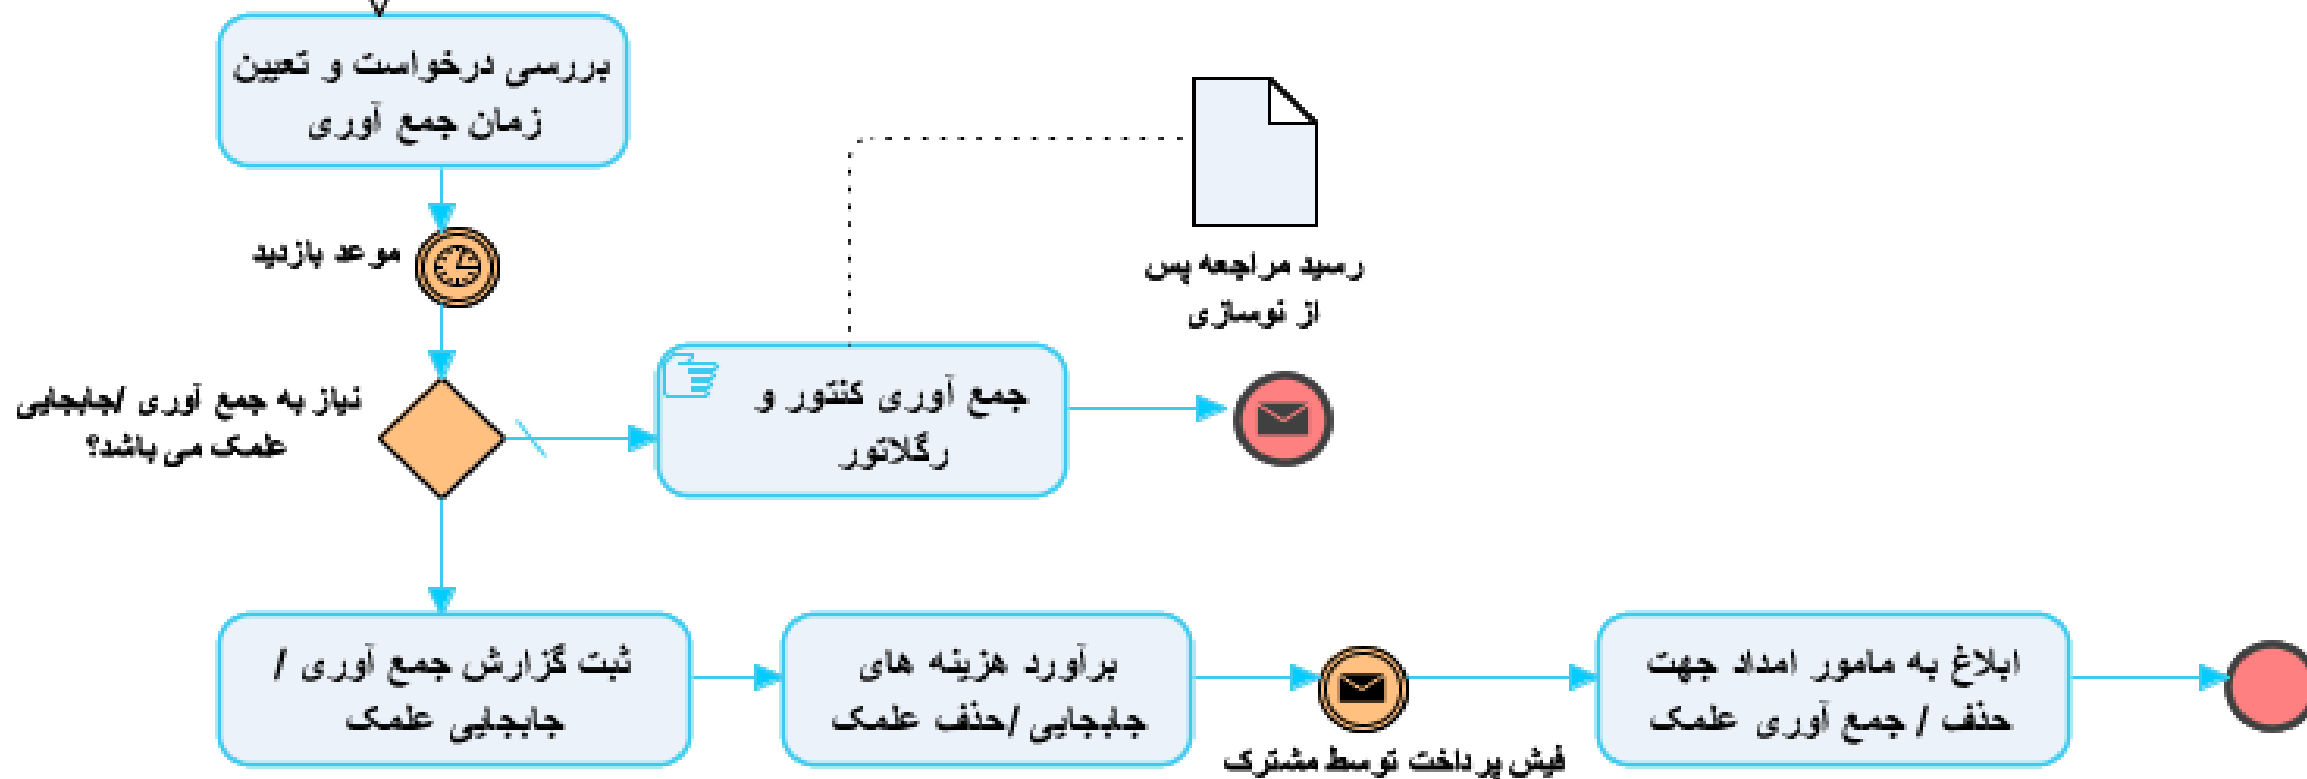 بررسی درخواست و تعیین
زمان جمع آوری
موعد بازدید
رسید مراجعه پس
از نوسازی
نیاز به جمع آوری /جابجایی
علمک می باشد؟
جمع آوری کنتور و
رگلاتور
ثبت گزارش جمع آوری /
جابجایی علمک
برآورد هزینه های
جابجایی /حذف علمک
فیش پرداخت توسط مشترک
ابلاغ به مامور امداد جهت
حذف / جمع آوری علمک